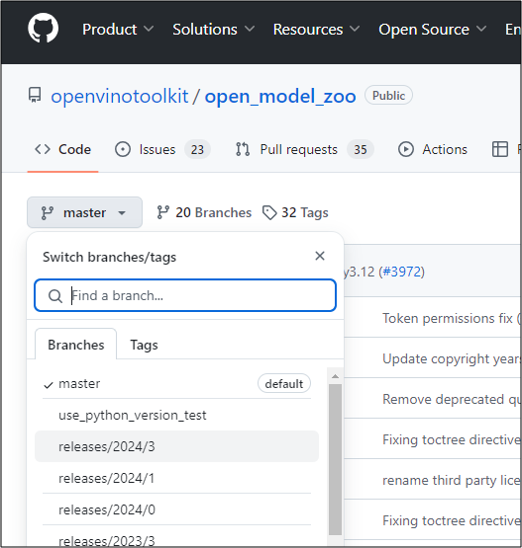 Product Solutions Resources Open Source En
openvinotoolkit / open_model_zoo Public
Code Issues 23 Pull requests 35 Actions
master 20 Branches 32 Tags
Switch branches/tags
y3.12 (#3972)
Find a branch...
Token permissions fix (
Branches Tags
Update copyright years
master default
Remove deprecated qu
use_python_version_test
releases/2024/3
Fixing toctree directive
releases/2024/1
rename third party lice
releases/2024/0
Fixing toctree directive
releases/2023/3